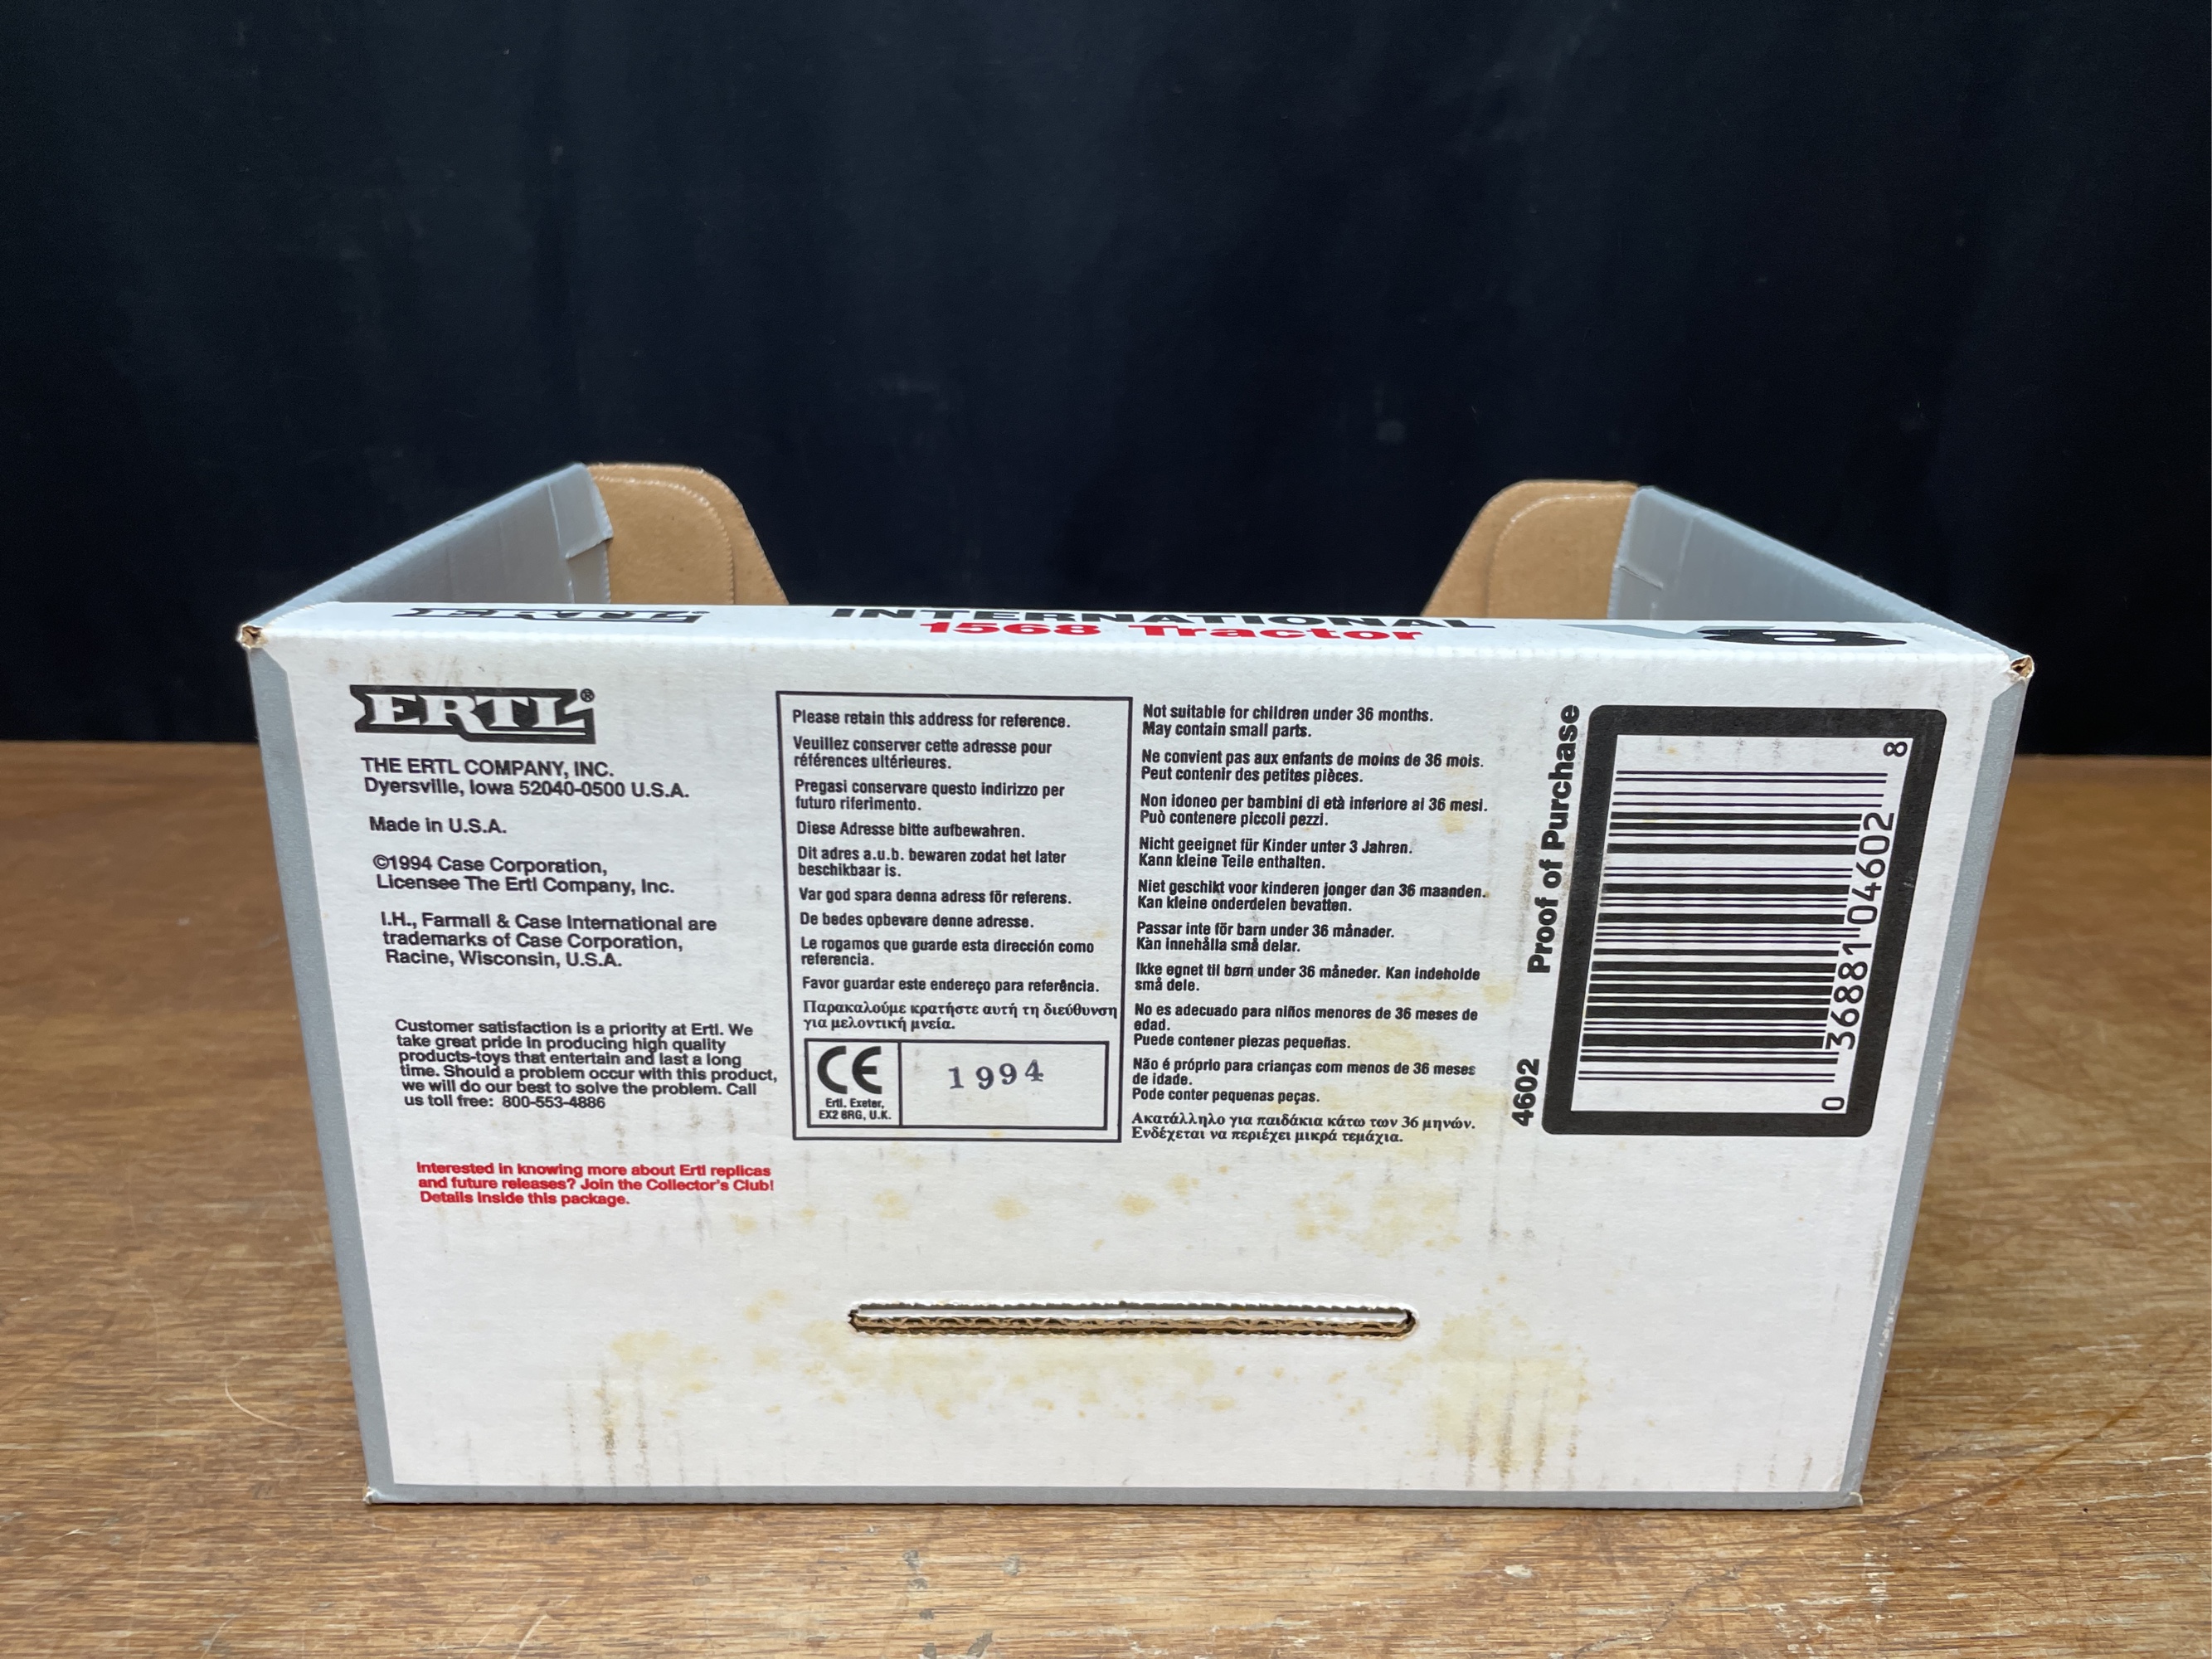 ERTL
INTERNATIONAL
1568 Tractor
V8
ERTL®
THE ERTL COMPANY, INC.
Dyersville, Iowa 52040-0500 U.S.A.
Made in U.S.A.
©1994 Case Corporation,
Licensee The Ertl Company, Inc.
I.H., Farmall & Case International are
trademarks of Case Corporation,
Racine, Wisconsin, U.S.A.
Customer satisfaction is a priority at Ertl. We
take great pride in producing high quality
products-toys that entertain and last a long
time. Should a problem occur with this product,
we will do our best to solve the problem. Call
us toll free: 800-553-4886
Interested in knowing more about Ertl replicas
and future releases? Join the Collector's Club!
Details inside this package.
Please retain this address for reference.
Veuillez conserver cette adresse pour
références ultérieures.
Pregasi conservare questo indirizzo per
futuro riferimento.
Diese Adresse bitte aufbewahren.
Dit adres a.u.b. bewaren zodat het later
beschikbaar is.
Var god spara denna adress för referens.
De bedes opbevare denne adresse.
Le rogamos que guarde esta dirección como
referencia.
Favor guardar este endereço para referência.
Παρακαλούμε κρατήστε αυτή τη διεύθυνση
για μελοντική μνεία.
CE
Ertl. Exeter,
EX2 8RG, U.K.
1994
Not suitable for children under 36 months.
May contain small parts.
Ne convient pas aux enfants de moins de 36 mois.
Peut contenir des petites pièces.
Non idoneo per bambini di età inferiore ai 36 mesi.
Può contenere piccoli pezzi.
Nicht geeignet für Kinder unter 3 Jahren.
Kann kleine Teile enthalten.
Niet geschikt voor kinderen jonger dan 36 maanden.
Kan kleine onderdelen bevatten.
Passar inte för barn under 36 månader.
Kan innehålla små delar.
Ikke egnet til børn under 36 måneder. Kan indeholde
små dele.
No es adecuado para niños menores de 36 meses de
edad.
Puede contener piezas pequeñas.
Não é próprio para crianças com menos de 36 meses
de idade.
Pode conter pequenas peças.
Ακατάλληλο για παιδάκια κάτω των 36 μηνών.
Ενδέχεται να περιέχει μικρά τεμάχια.
4602 Proof of Purchase
0 36881 04602 8